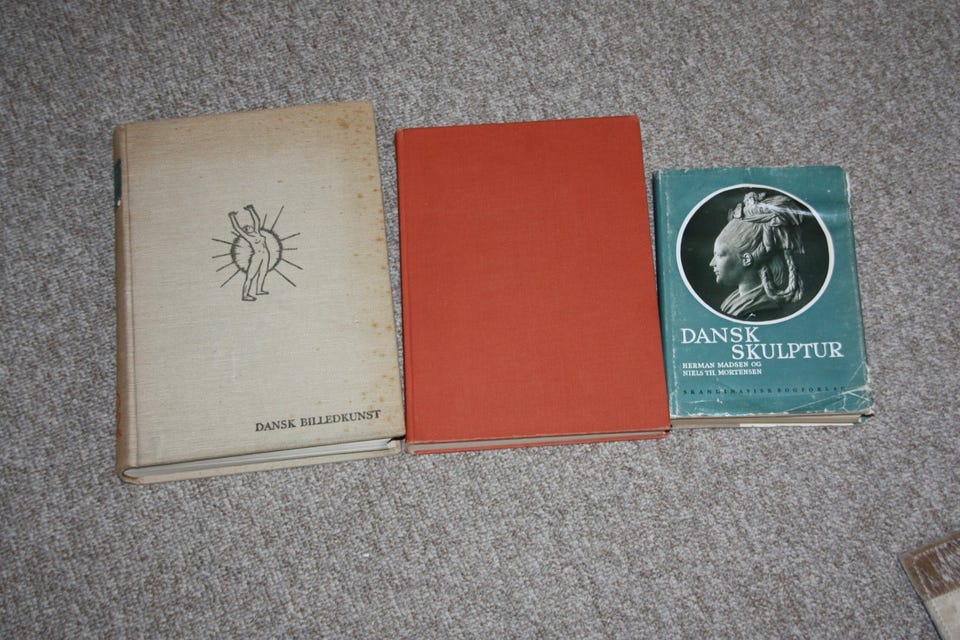 DANSK BILLEDKUNST
DANSK
SKULPTUR
HERMAN MADSEN OG
NIELS TH. MORTENSEN
SKANDINAVISK BOGFORLAG